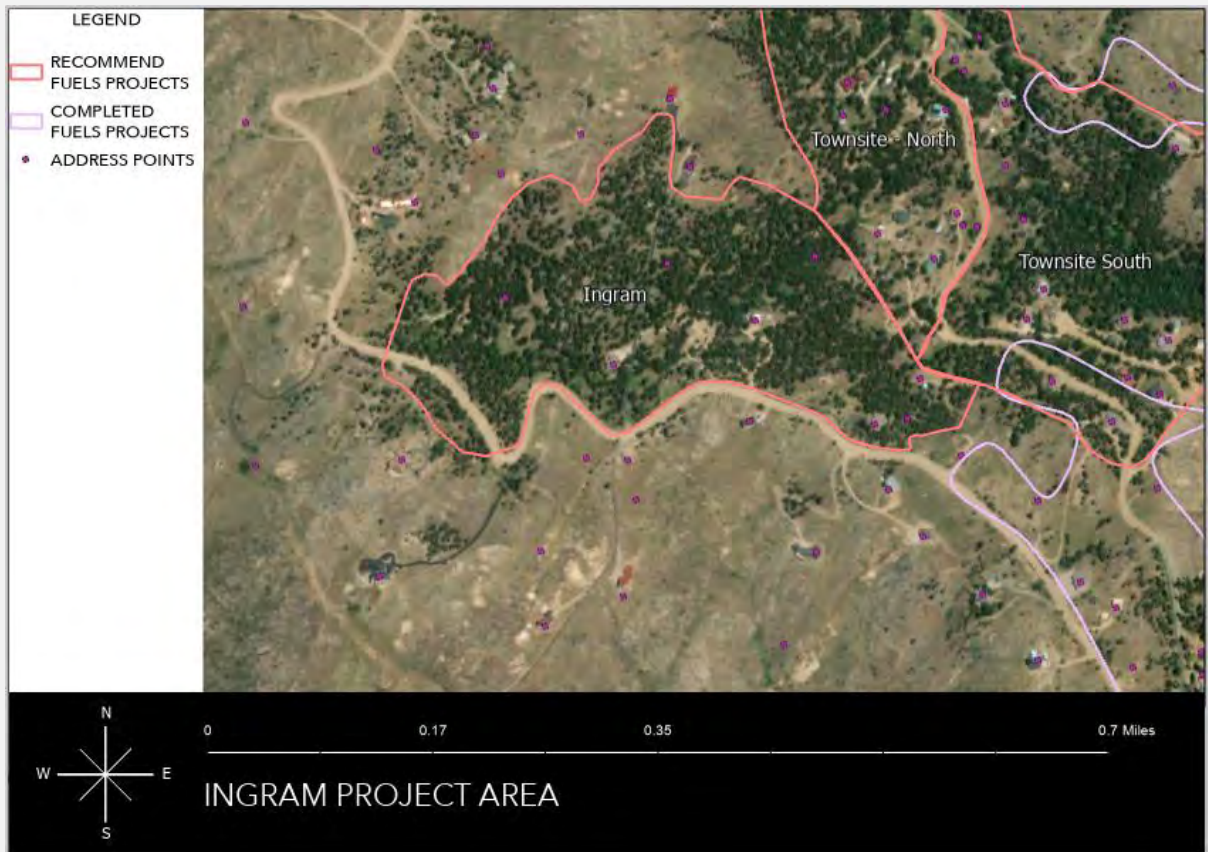 LEGEND
RECOMMEND
FUELS PROJECTS
COMPLETED
FUELS PROJECTS
ADDRESS POINTS
Townsite - North
Townsite South
Ingram
N
W
E
S
0
0.17
0.35
0.7 Miles
INGRAM PROJECT AREA